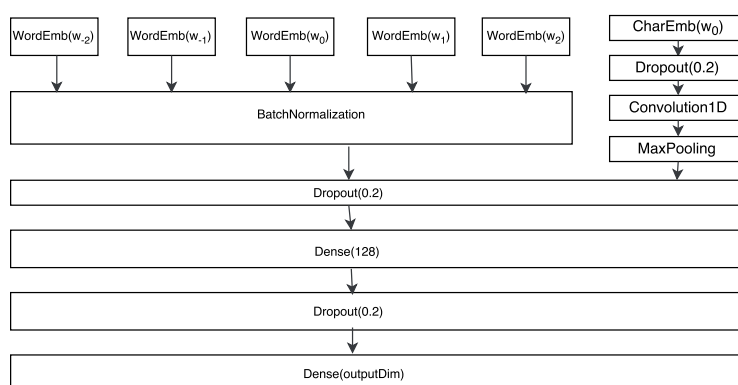 WordEmb(w-2) WordEmb(w-1) WordEmb(w0) WordEmb(w1) WordEmb(w2) CharEmb(w0)
Dropout(0.2)
Convolution1D
BatchNormalization
MaxPooling
Dropout(0.2)
Dense(128)
Dropout(0.2)
Dense(outputDim)